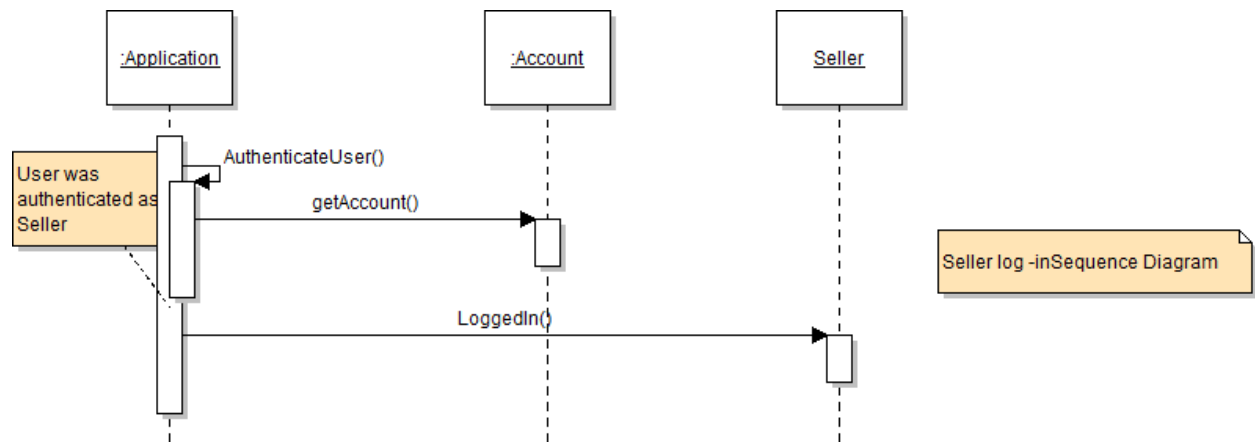 :Application
:Account
Seller
AuthenticateUser()
User was
authenticated as
Seller
getAccount()
Seller log -inSequence Diagram
LoggedIn()